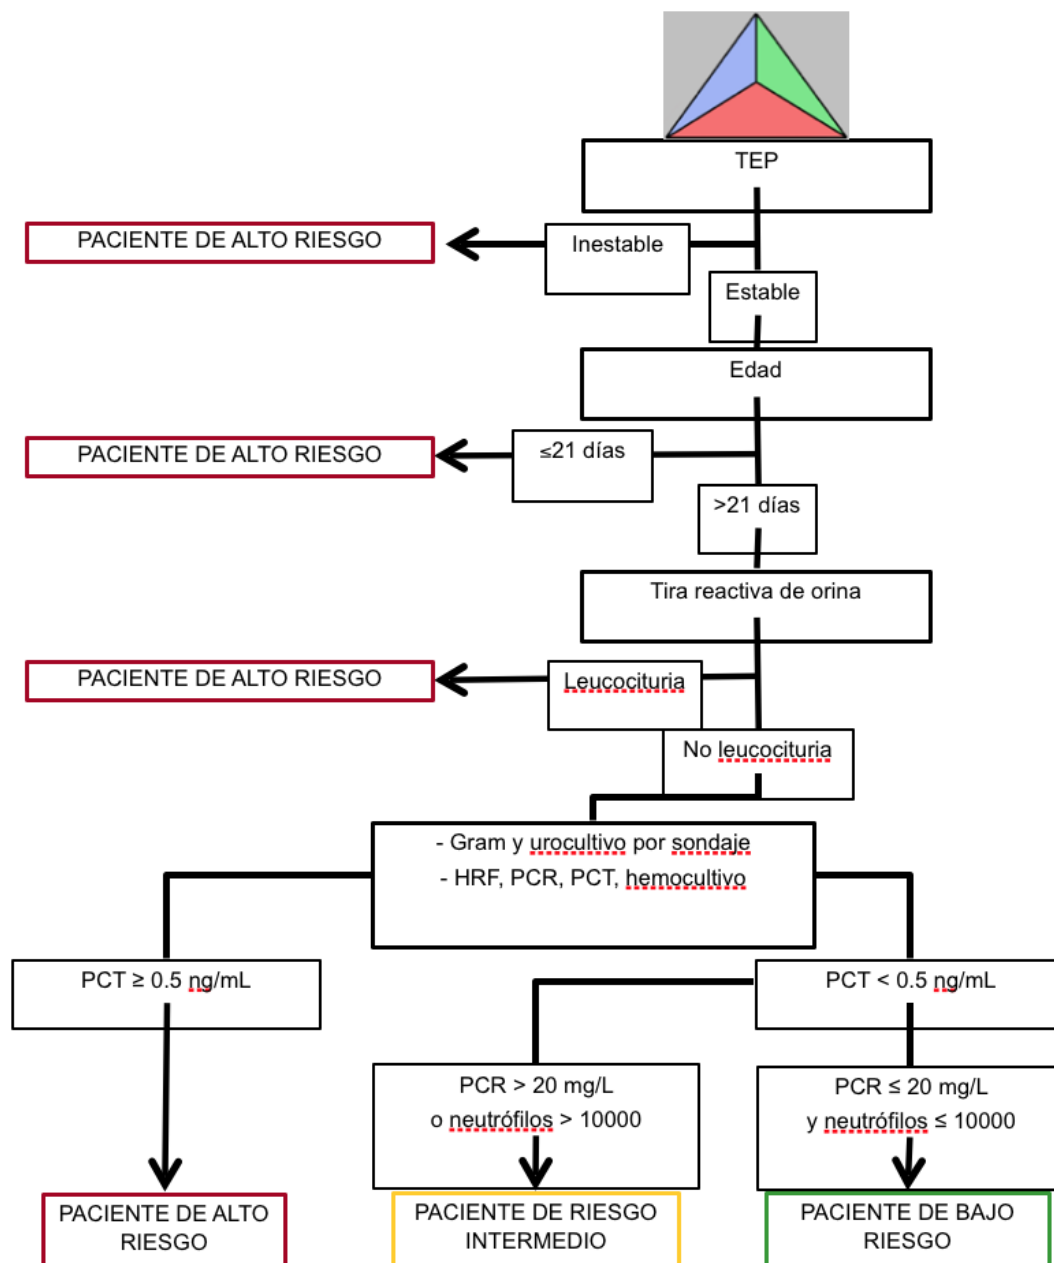 TEP
PACIENTE DE ALTO RIESGO
Inestable
Estable
Edad
PACIENTE DE ALTO RIESGO
≤21 días
>21 días
Tira reactiva de orina
PACIENTE DE ALTO RIESGO
Leucocituria
No leucocituria
- Gram y urocultivo por sondaje
- HRF, PCR, PCT, hemocultivo
PCT ≥ 0.5 ng/mL
PCT < 0.5 ng/mL
PCR > 20 mg/L
o neutrófilos > 10000
PCR ≤ 20 mg/L
y neutrófilos ≤ 10000
PACIENTE DE ALTO
RIESGO
PACIENTE DE RIESGO
INTERMEDIO
PACIENTE DE BAJO
RIESGO